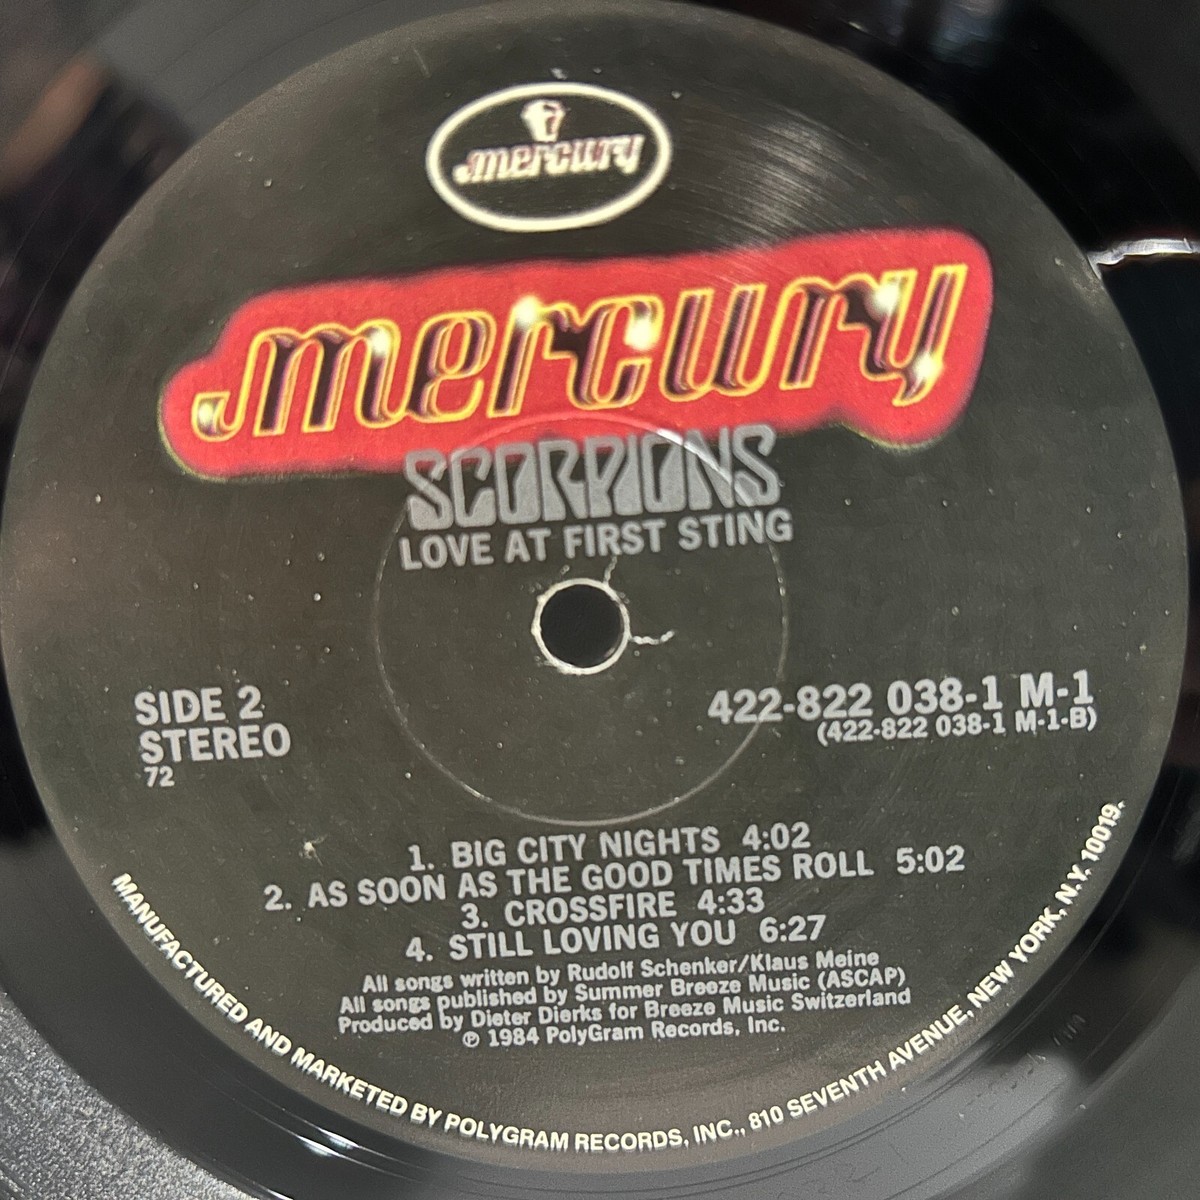 mercury
mercury
SCORPIONS
LOVE AT FIRST STING
SIDE 2
STEREO
72
422-822 038-1 M-1
(422-822 038-1 M-1-B)
1. BIG CITY NIGHTS 4:02
2. AS SOON AS THE GOOD TIMES ROLL 5:02
3. CROSSFIRE 4:33
4. STILL LOVING YOU 6:27
All songs written by Rudolf Schenker/Klaus Meine
All songs published by Summer Breeze Music (ASCAP)
Produced by Dieter Dierks for Breeze Music Switzerland
℗ 1984 PolyGram Records, Inc.
MANUFACTURED AND MARKETED BY POLYGRAM RECORDS, INC., 810 SEVENTH AVENUE, NEW YORK, N.Y. 10019.